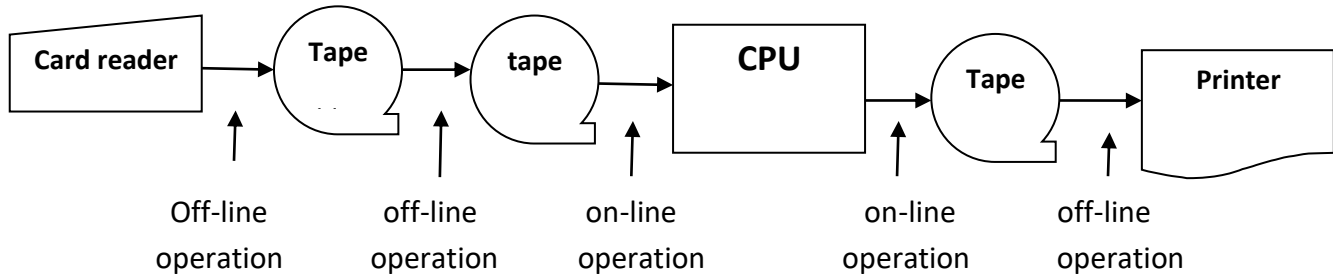 Card reader
Tape
tape
CPU
Tape
Printer
Off-line
operation
off-line
operation
on-line
operation
on-line
operation
off-line
operation